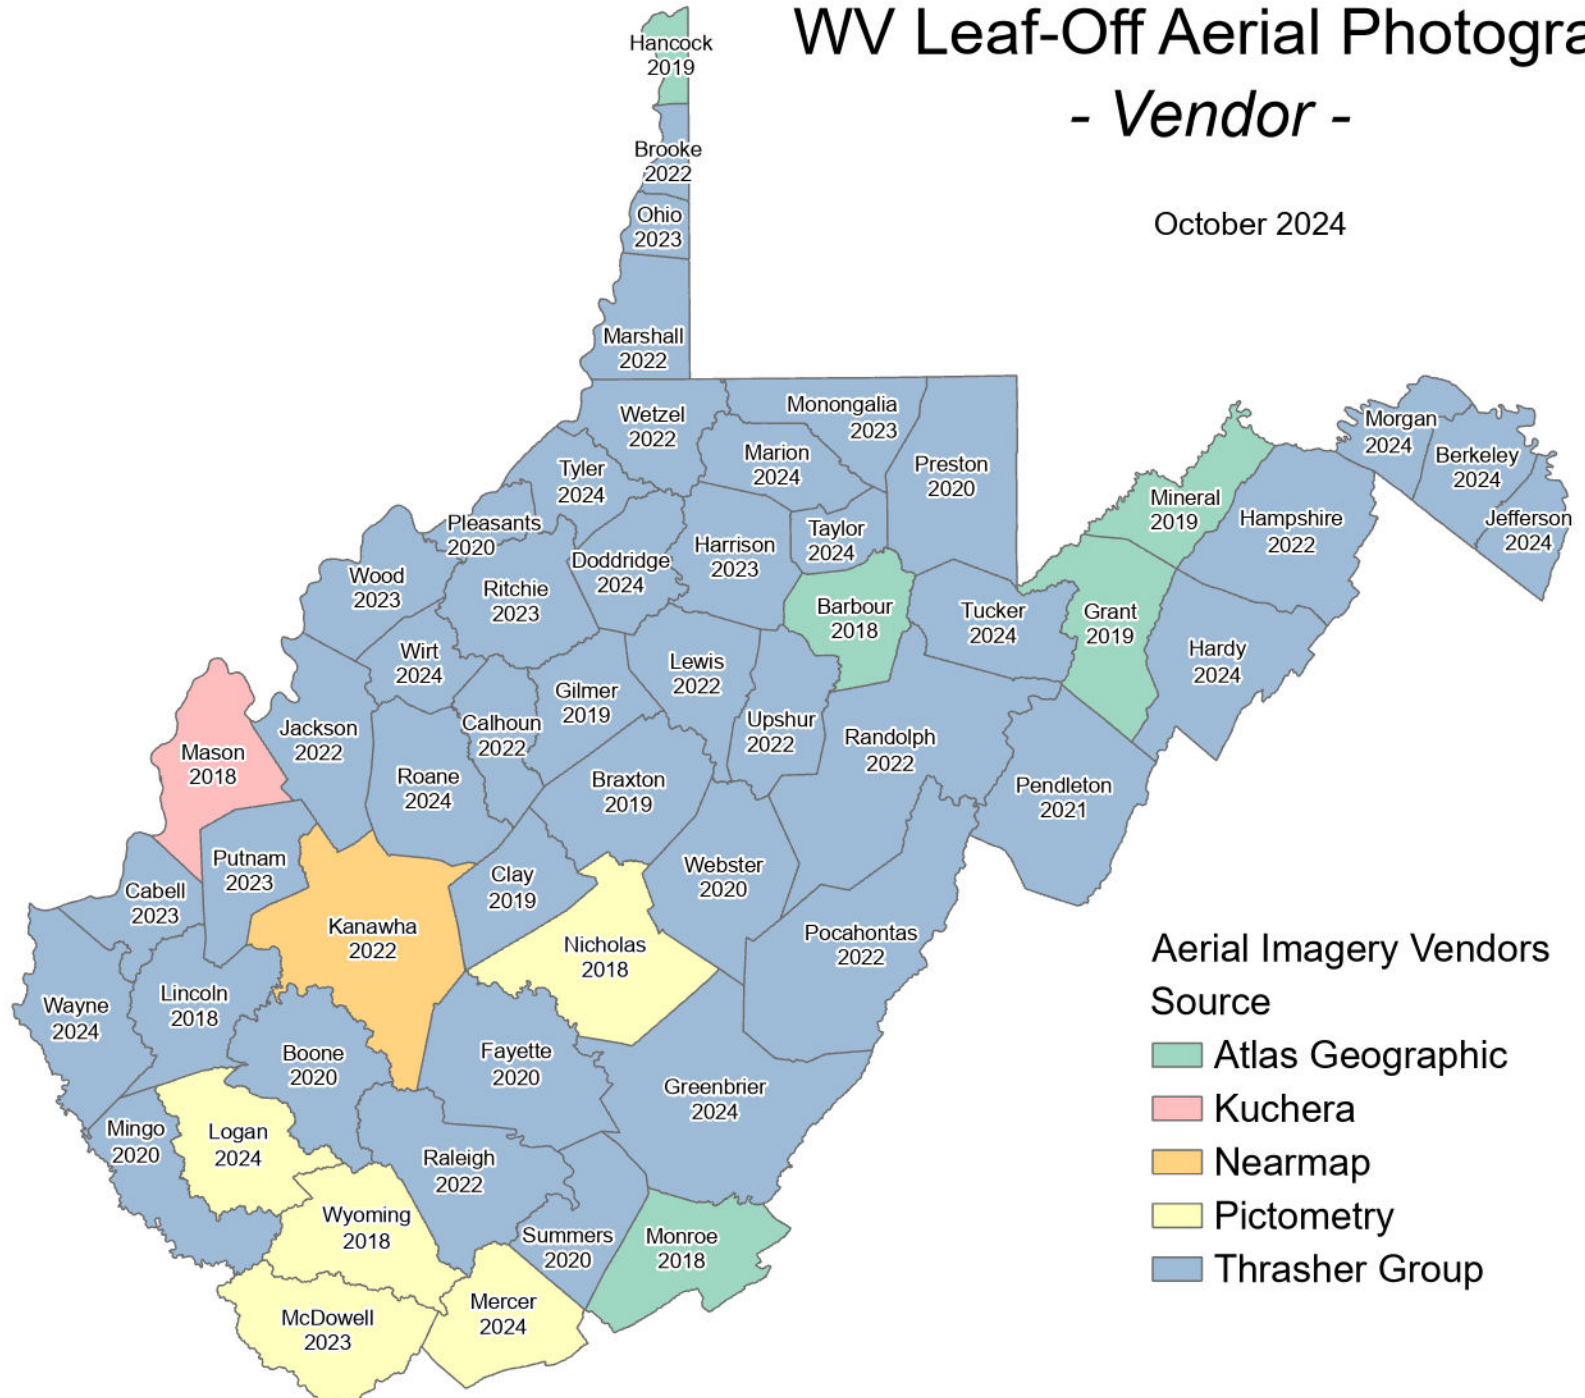 WV Leaf-Off Aerial Photogra
- Vendor -
October 2024
Hancock
2019
Brooke
2022
Ohio
2023
Marshall
2022
Wetzel
2022
Monongalia
2023
Marion
2024
Preston
2020
Tyler
2024
Pleasants
2020
Doddridge
2024
Harrison
2023
Taylor
2024
Morgan
2024
Berkeley
2024
Jefferson
2024
Mineral
2019
Hampshire
2022
Wood
2023
Ritchie
2023
Barbour
2018
Tucker
2024
Grant
2019
Hardy
2024
Wirt
2024
Lewis
2022
Gilmer
2019
Calhoun
2022
Upshur
2022
Randolph
2022
Jackson
2022
Mason
2018
Roane
2024
Braxton
2019
Pendleton
2021
Putnam
2023
Cabell
2023
Clay
2019
Webster
2020
Kanawha
2022
Nicholas
2018
Pocahontas
2022
Wayne
2024
Lincoln
2018
Boone
2020
Fayette
2020
Greenbrier
2024
Mingo
2020
Logan
2024
Raleigh
2022
Wyoming
2018
Summers
2020
Monroe
2018
McDowell
2023
Mercer
2024
Aerial Imagery Vendors
Source
Atlas Geographic
Kuchera
Nearmap
Pictometry
Thrasher Group